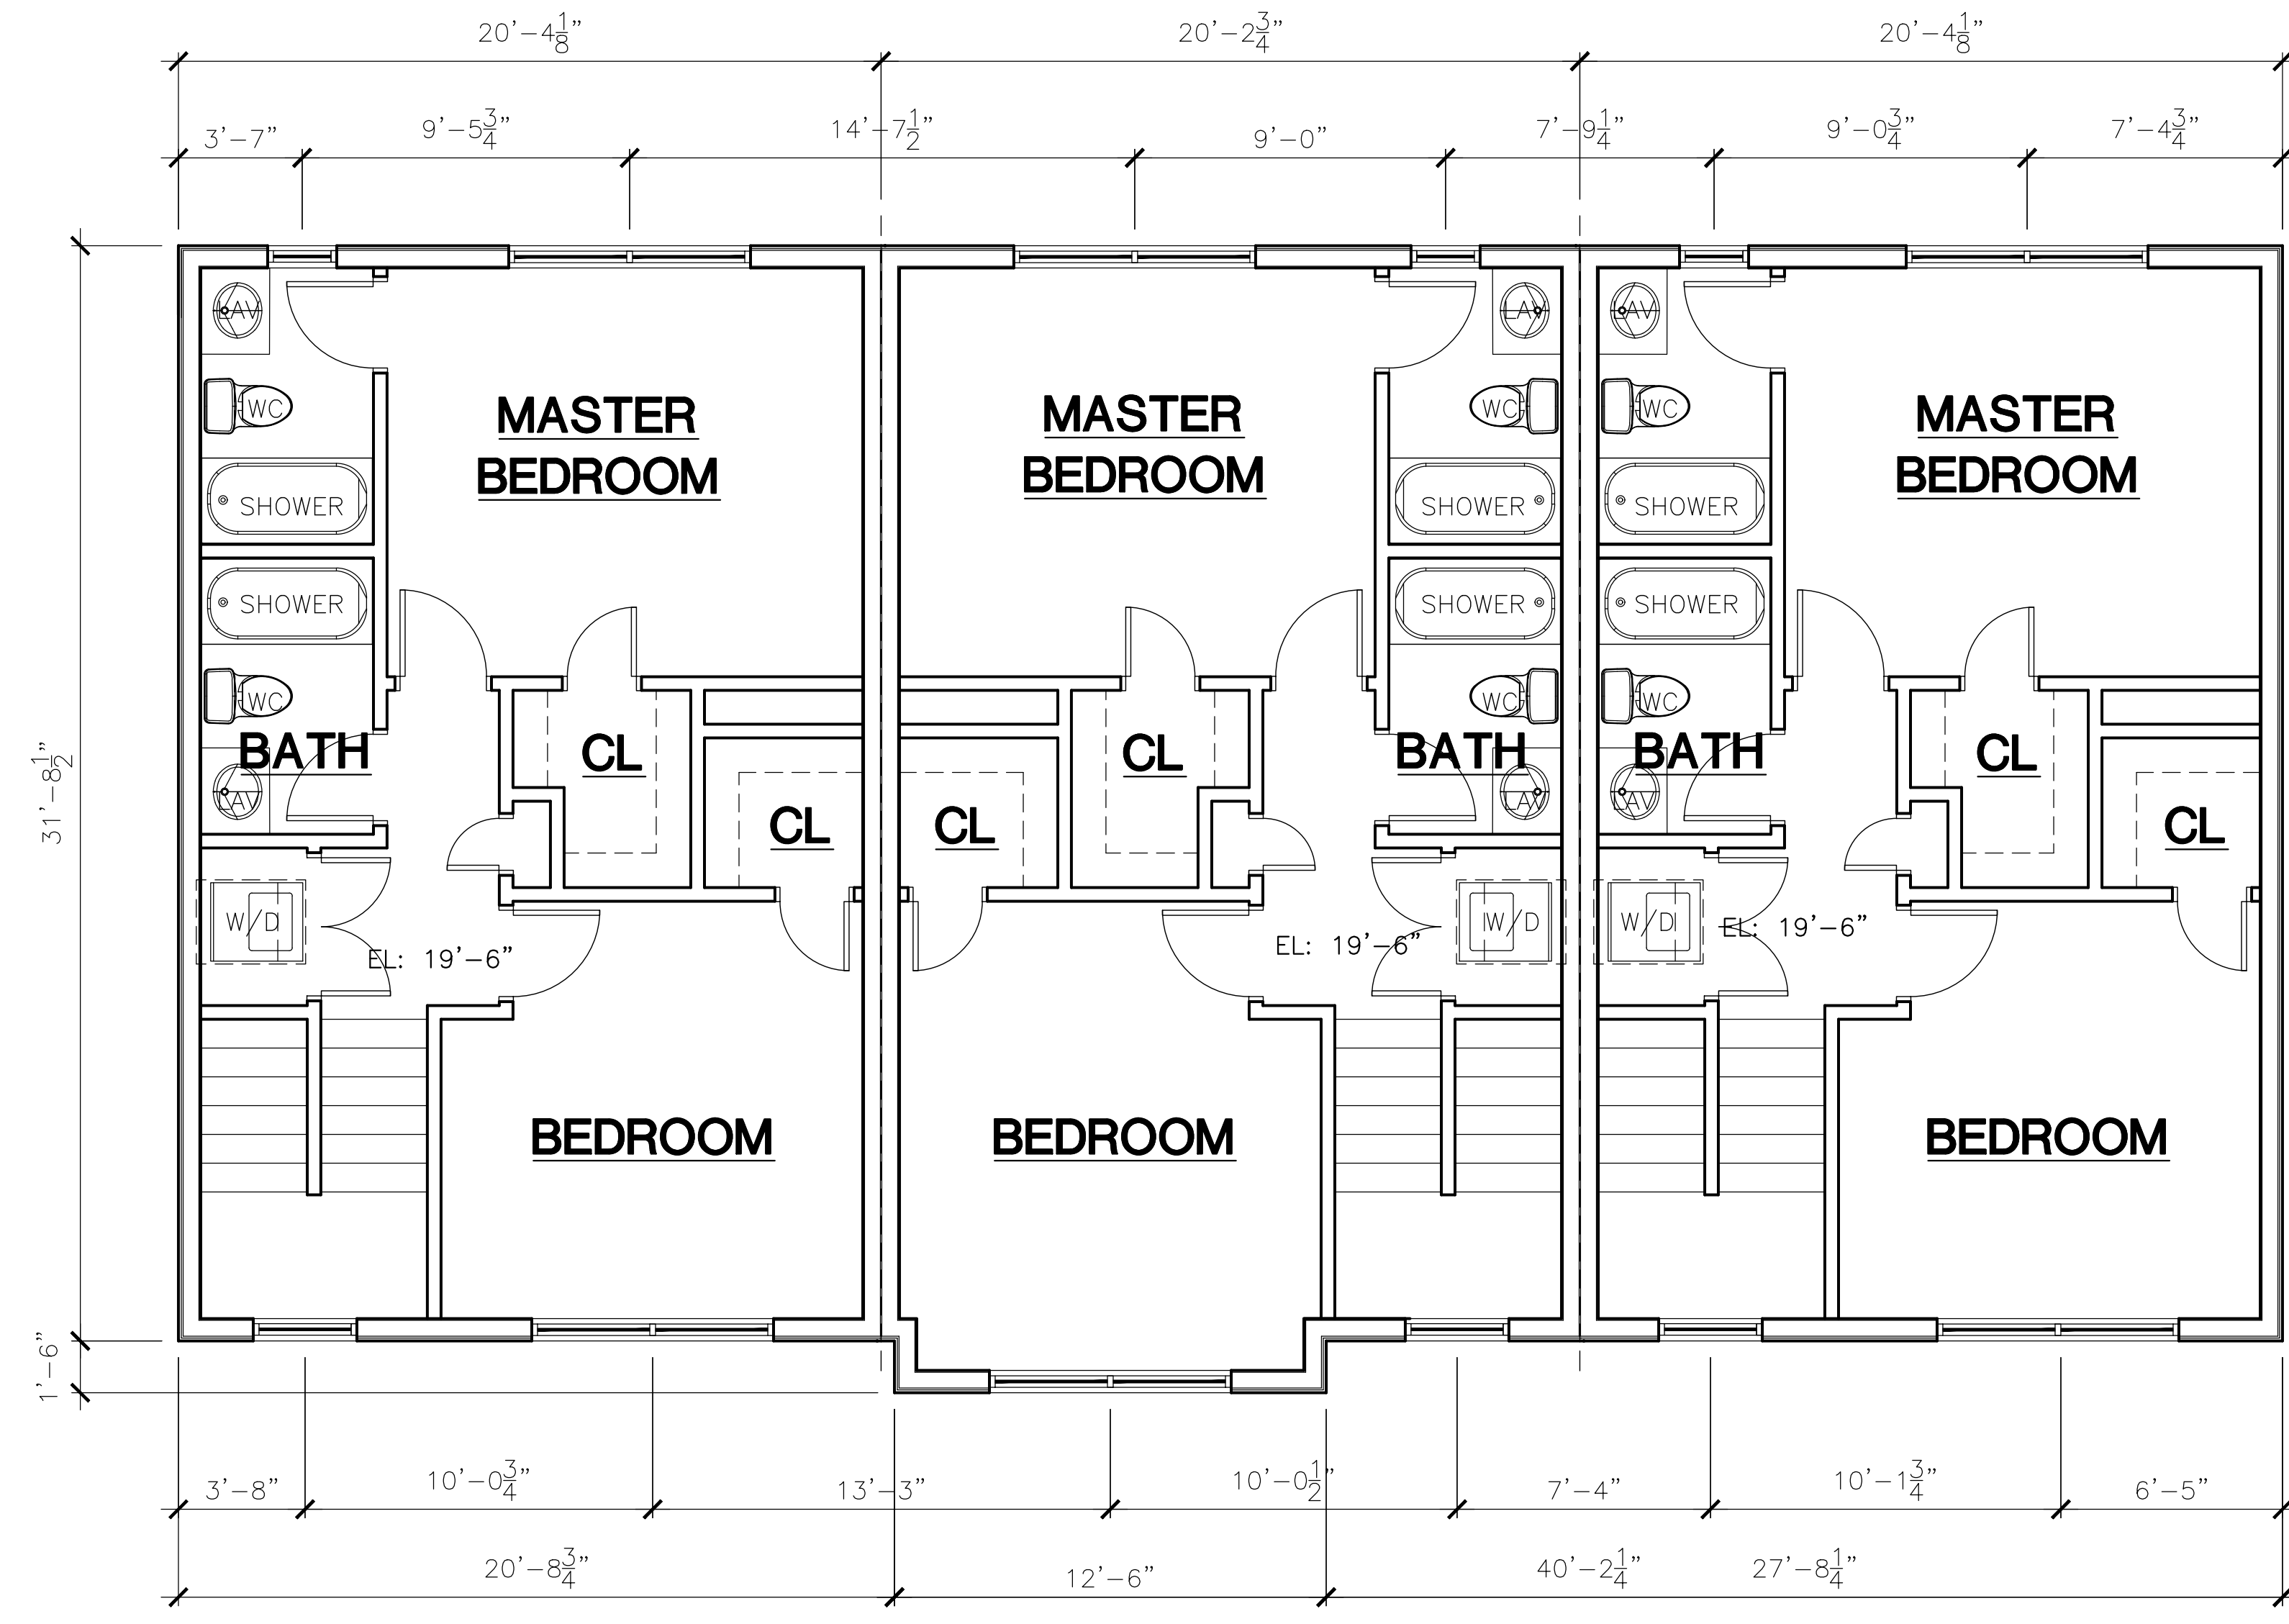 20'-4 1/8" 20'-2 3/4" 20'-4 1/8"
3'-7" 9'-5 3/4" 14'-7 1/2" 9'-0" 7'-9 1/4" 9'-0 3/4" 7'-4 3/4"
LAV LAV LAV
WC WC WC
MASTER MASTER MASTER
BEDROOM BEDROOM BEDROOM
SHOWER SHOWER SHOWER
SHOWER SHOWER SHOWER
WC WC WC
BATH CL CL BATH BATH CL
31'-8 1/2"
LAV LAV LAV
CL CL CL
W/D W/D W/D
EL: 19'-6" EL: 19'-6" EL: 19'-6"
BEDROOM BEDROOM BEDROOM
1'-6"
3'-8" 10'-0 3/4" 13'-3" 10'-0 1/2" 7'-4" 10'-1 3/4" 6'-5"
20'-8 3/4" 12'-6" 40'-2 1/4" 27'-8 1/4"